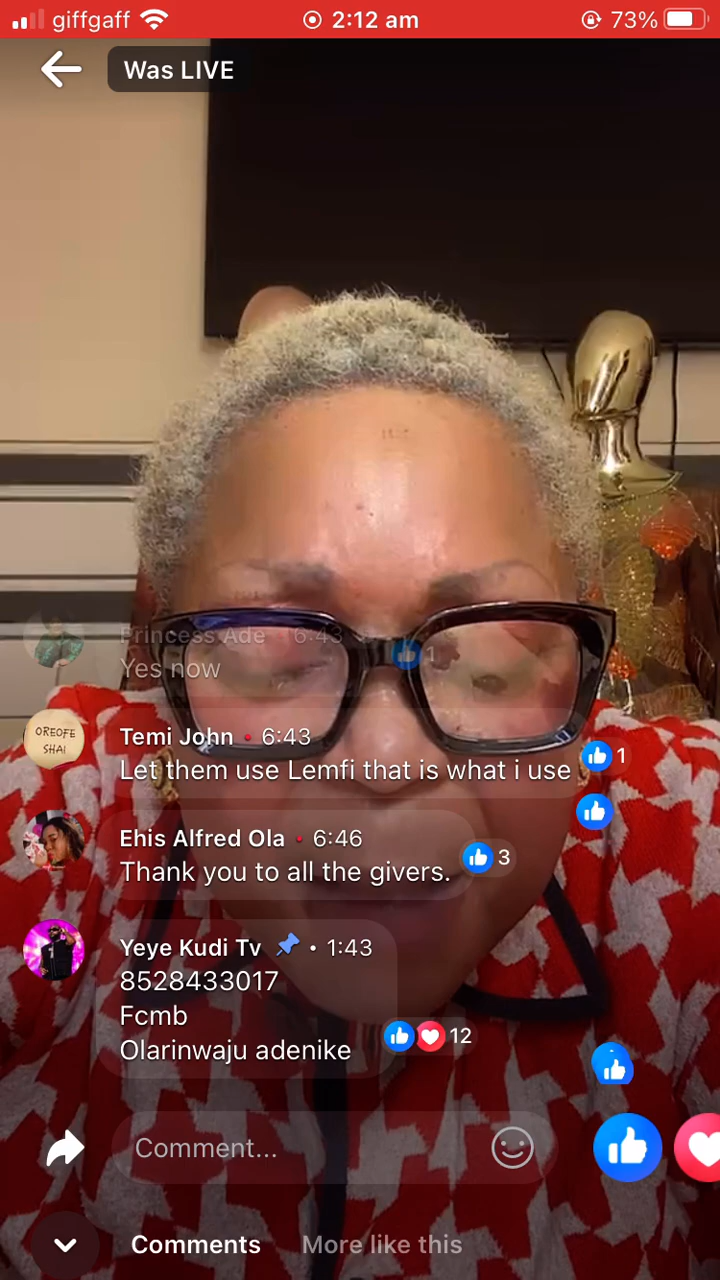 giffgaff
2:12 am
73%
Was LIVE
Princess Ade • 6:43
1
Yes now
OREOFE
SHAI
Temi John • 6:43
Let them use Lemfi that is what i use
1
Ehis Alfred Ola • 6:46
Thank you to all the givers.
3
Yeye Kudi Tv • 1:43
8528433017
Fcmb
Olarinwaju adenike
12
Comment...
Comments
More like this